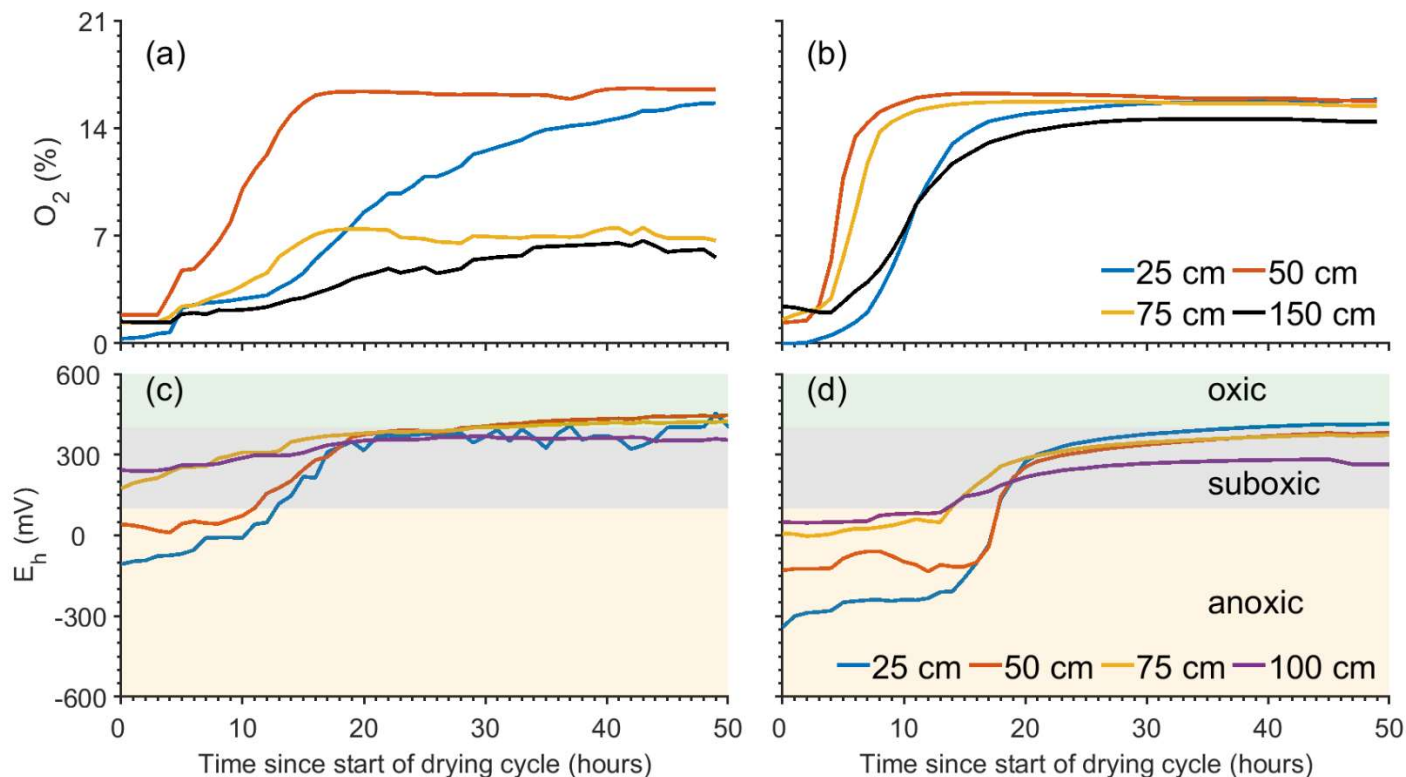 21
14
7
0
O2 (%)
(a)
(b)
25 cm 50 cm
75 cm 150 cm
600
300
0
-300
-600
Eh (mV)
(c)
(d)
oxic
suboxic
anoxic
25 cm 50 cm 75 cm 100 cm
0 10 20 30 40 50
0 10 20 30 40 50
Time since start of drying cycle (hours)
Time since start of drying cycle (hours)